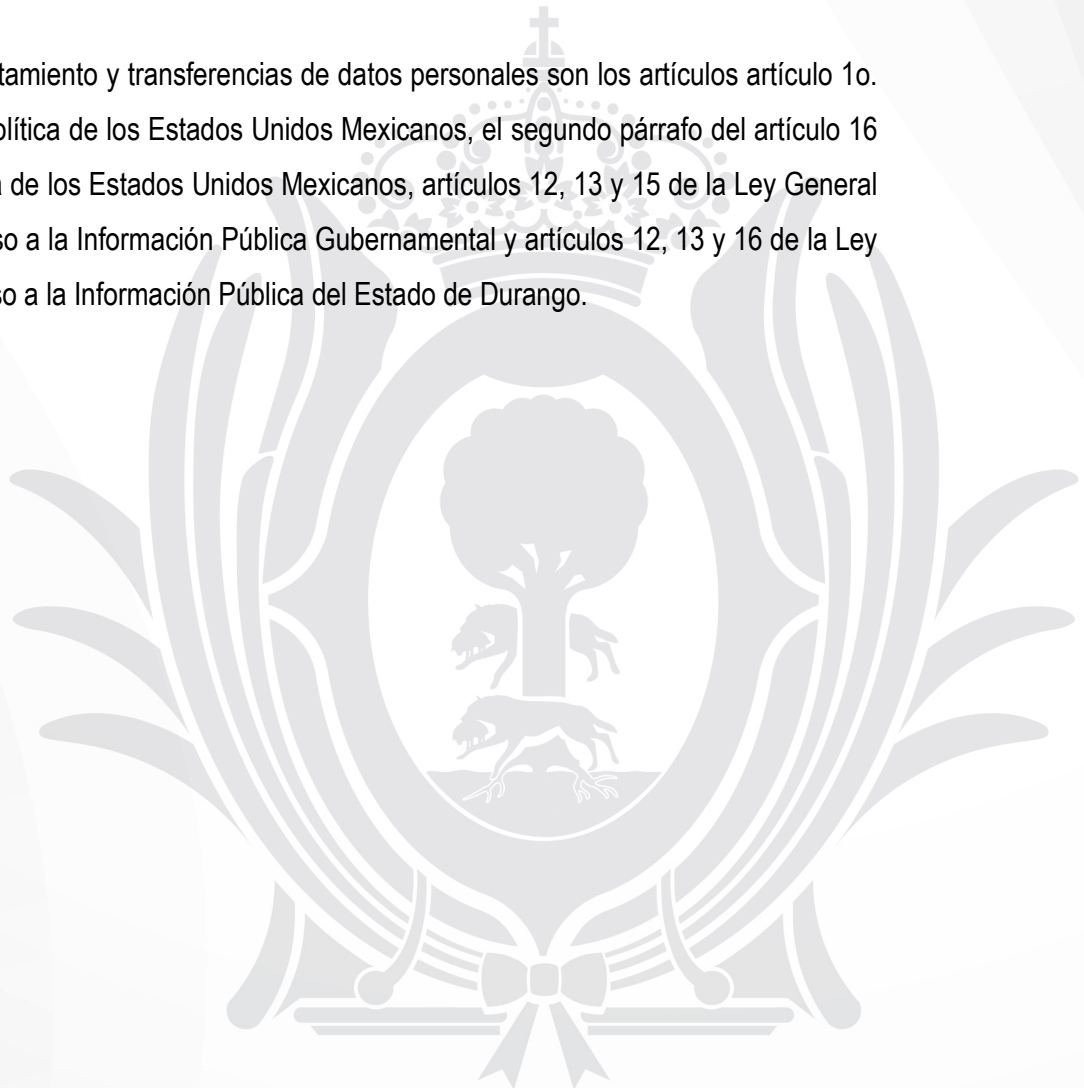 tamiento y transferencias de datos personales son los artículos artículo 1o.
olítica de los Estados Unidos Mexicanos, el segundo párrafo del artículo 16
a de los Estados Unidos Mexicanos, artículos 12, 13 y 15 de la Ley General
so a la Información Pública Gubernamental y artículos 12, 13 y 16 de la Ley
so a la Información Pública del Estado de Durango.